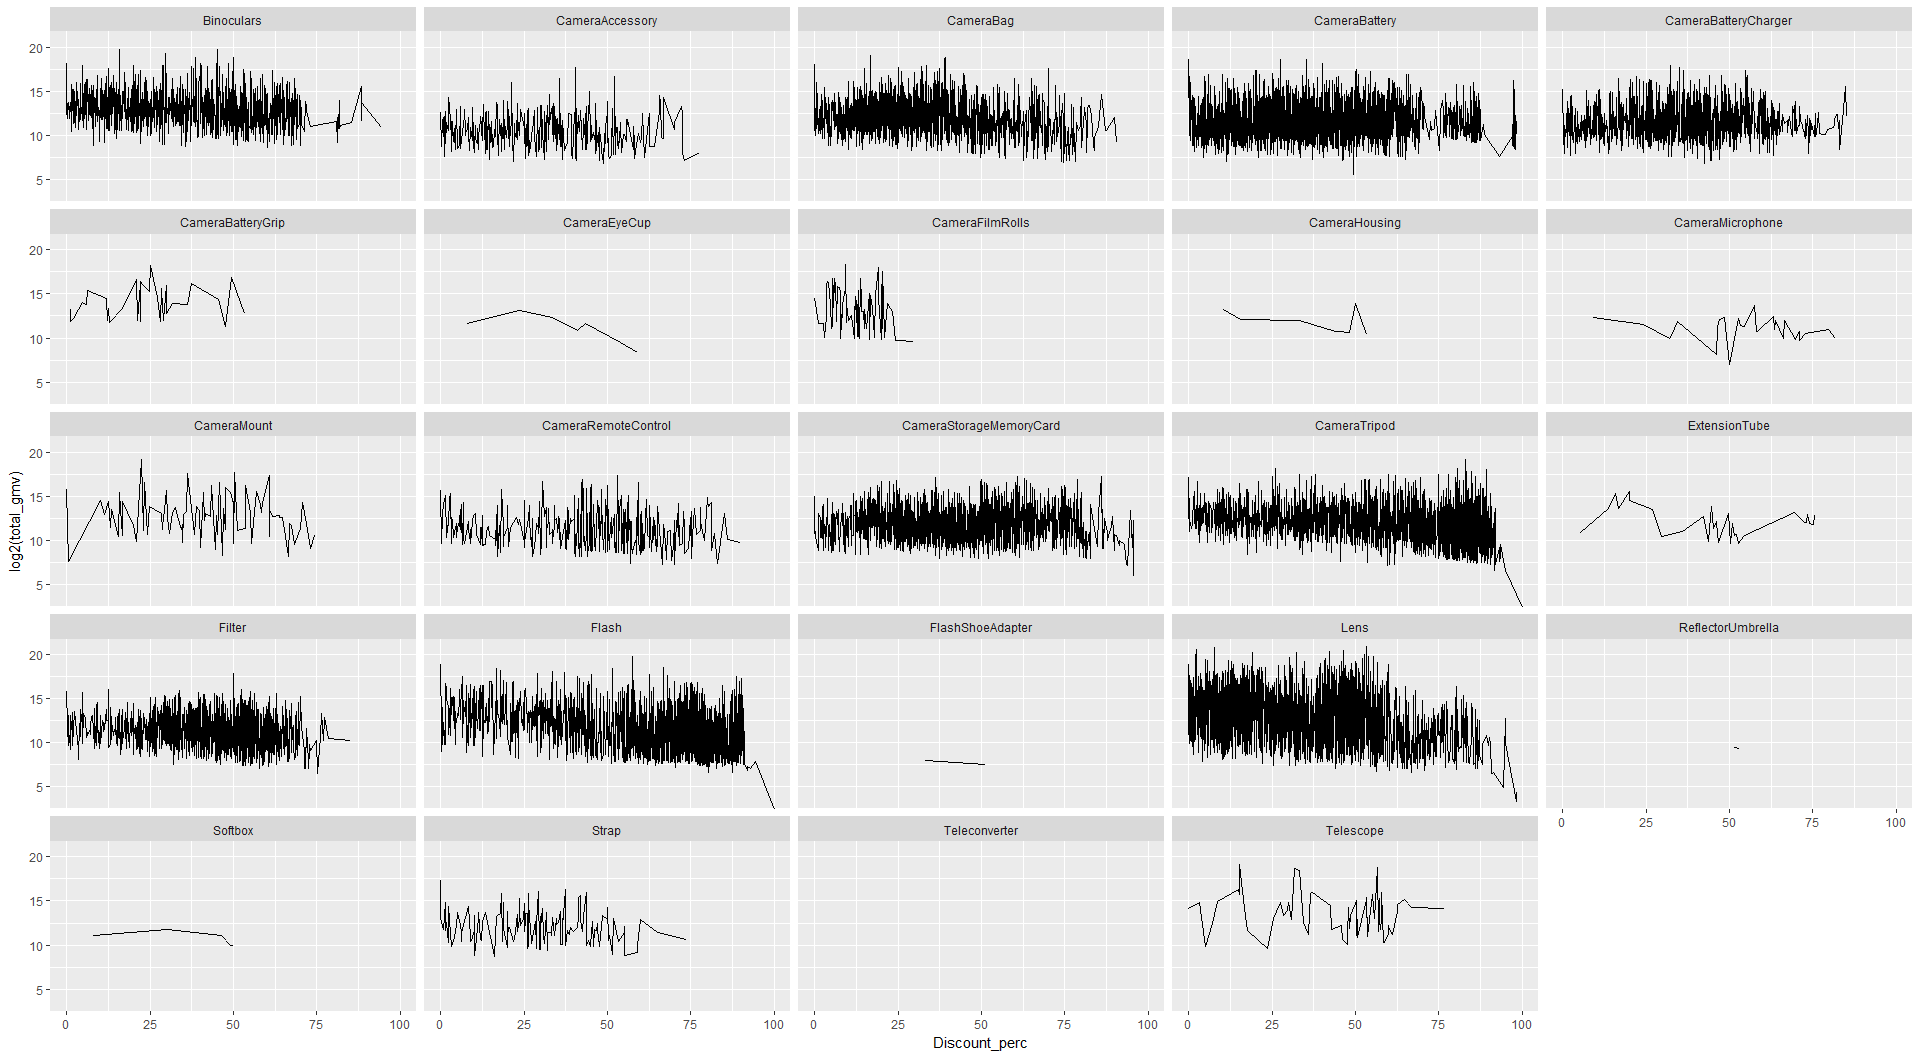 Binoculars CameraAccessory CameraBag CameraBattery CameraBatteryCharger
20
15
10
5
CameraBatteryGrip CameraEyeCup CameraFilmRolls CameraHousing CameraMicrophone
20
15
10
5
CameraMount CameraRemoteControl CameraStorageMemoryCard CameraTripod ExtensionTube
20
15
10
5
log2(total_gmv)
Filter Flash FlashShoeAdapter Lens ReflectorUmbrella
20
15
10
5
0 25 50 75 100
Softbox Strap Teleconverter Telescope
20
15
10
5
0 25 50 75 100 0 25 50 75 100 0 25 50 75 100 0 25 50 75 100
Discount_perc